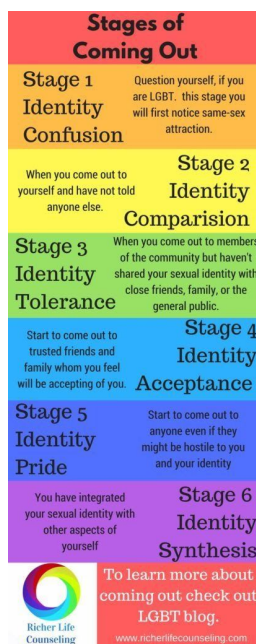 Stages of
Coming Out
Stage 1
Identity
Confusion
Question yourself, if you
are LGBT. this stage you
will first notice same-sex
attraction.
When you come out to
yourself and have not told
anyone else.
Stage 2
Identity
Comparision
Stage 3
Identity
Tolerance
When you come out to members
of the community but haven't
shared your sexual identity with
close friends, family, or the
general public.
Start to come out to
trusted friends and
family whom you feel
will be accepting of you.
Stage 4
Identity
Acceptance
Stage 5
Identity
Pride
Start to come out to
anyone even if they
might be hostile to you
and your identity
You have integrated
your sexual identity with
other aspects of
yourself
Stage 6
Identity
Synthesis
Richer Life
Counseling
To learn more about
coming out check out
LGBT blog.
www.richerlifecounseling.com